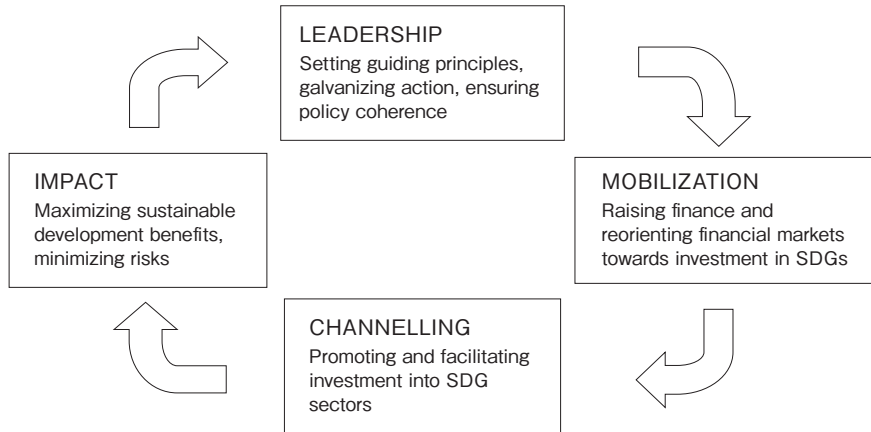 LEADERSHIP
Setting guiding principles,
galvanizing action, ensuring
policy coherence
IMPACT
Maximizing sustainable
development benefits,
minimizing risks
MOBILIZATION
Raising finance and
reorienting financial markets
towards investment in SDGs
CHANNELLING
Promoting and facilitating
investment into SDG
sectors